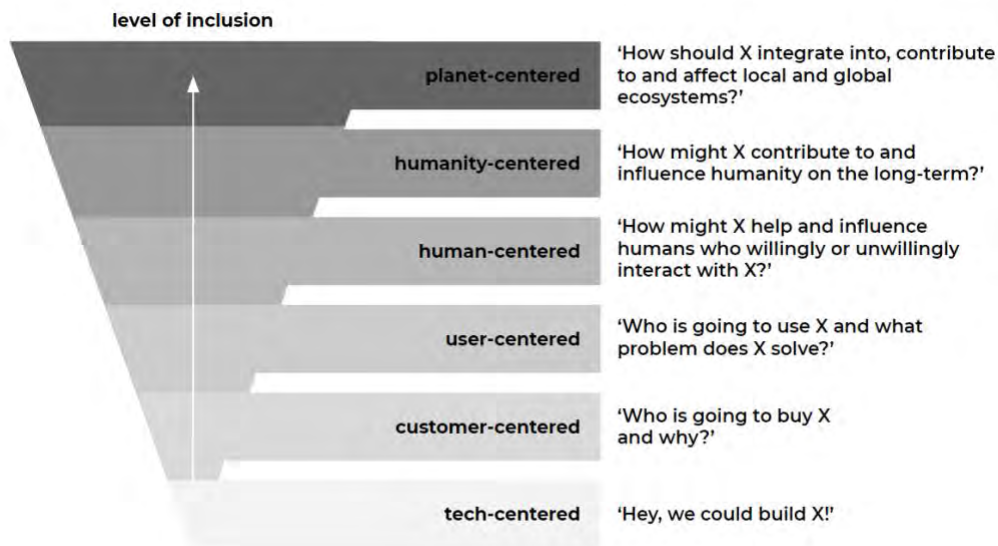 level of inclusion
planet-centered
‘How should X integrate into, contribute
to and affect local and global
ecosystems?’
humanity-centered
‘How might X contribute to and
influence humanity on the long-term?’
human-centered
‘How might X help and influence
humans who willingly or unwillingly
interact with X?’
user-centered
‘Who is going to use X and what
problem does X solve?’
customer-centered
‘Who is going to buy X
and why?’
tech-centered
‘Hey, we could build X!’